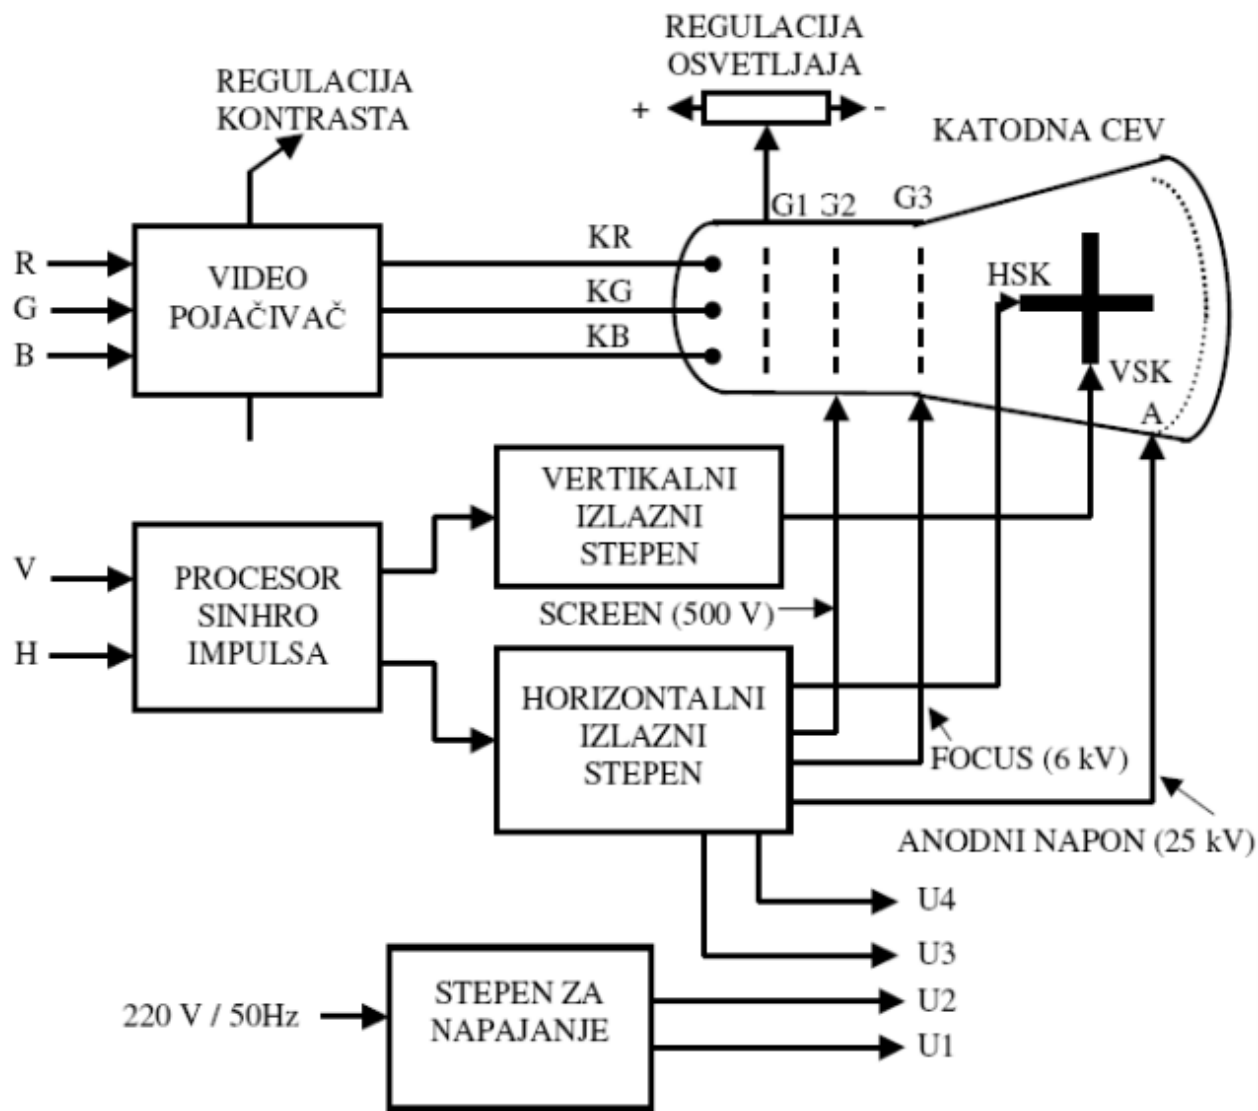 REGULACIJA
OSVETLJAJA
REGULACIJA
KONTRASTA
+
-
KATODNA CEV
G1
G2
G3
R
G
B
VIDEO
POJAČIVAČ
KR
KG
KB
HSK
VSK
A
VERTIKALNI
IZLAZNI
STEPEN
V
H
PROCESOR
SINHRO
IMPULSA
SCREEN (500 V)
HORIZONTALNI
IZLAZNI
STEPEN
FOCUS (6 kV)
ANODNI NAPON (25 kV)
U4
U3
U2
U1
220 V / 50Hz
STEPEN ZA
NAPAJANJE